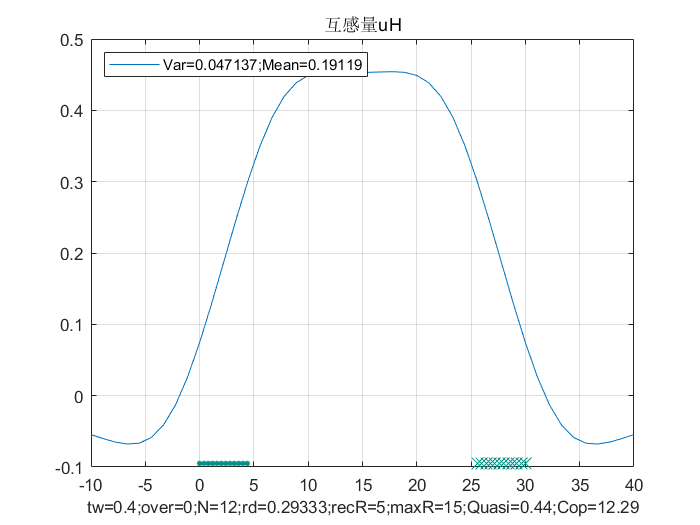 互感量uH
0.5
Var=0.047137;Mean=0.19119
0.4
0.3
0.2
0.1
0
-0.1
-10 -5 0 5 10 15 20 25 30 35 40
tw=0.4;over=0;N=12;rd=0.29333;recR=5;maxR=15;Quasi=0.44;Cop=12.29